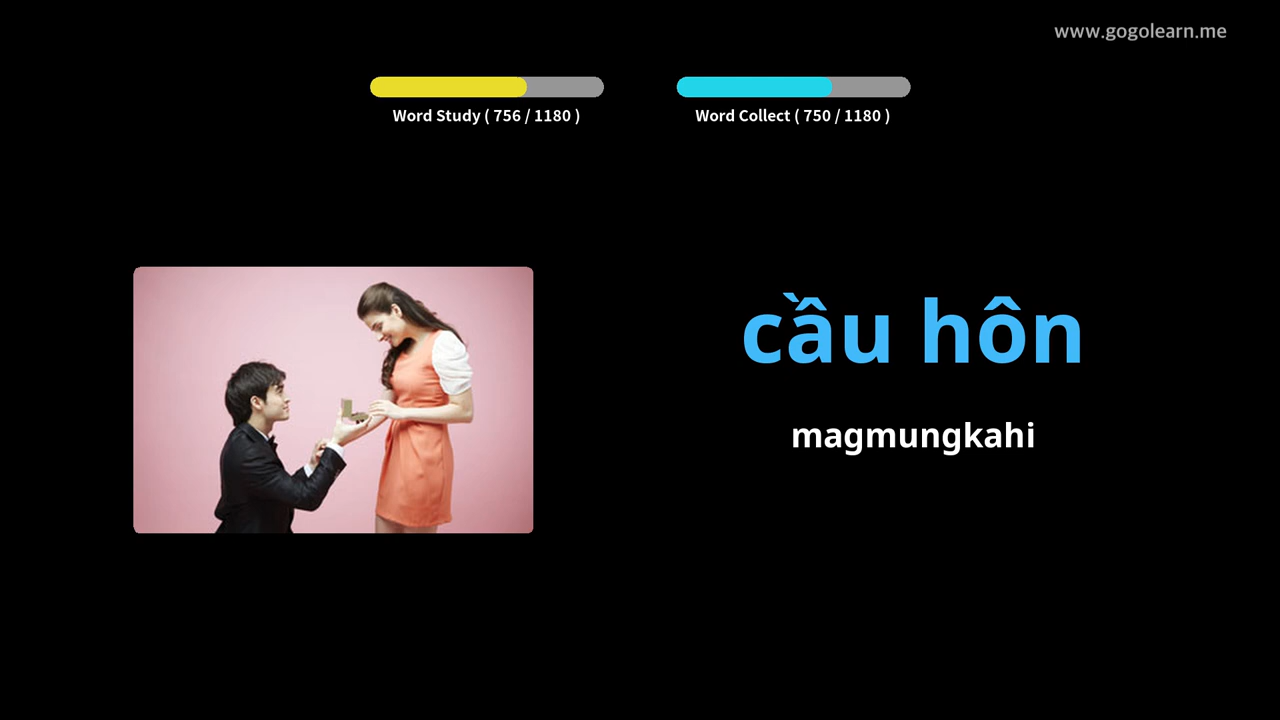 www.gogolearn.me
Word Study ( 756 / 1180 )
Word Collect ( 750 / 1180 )
cầu hôn
magmungkahi